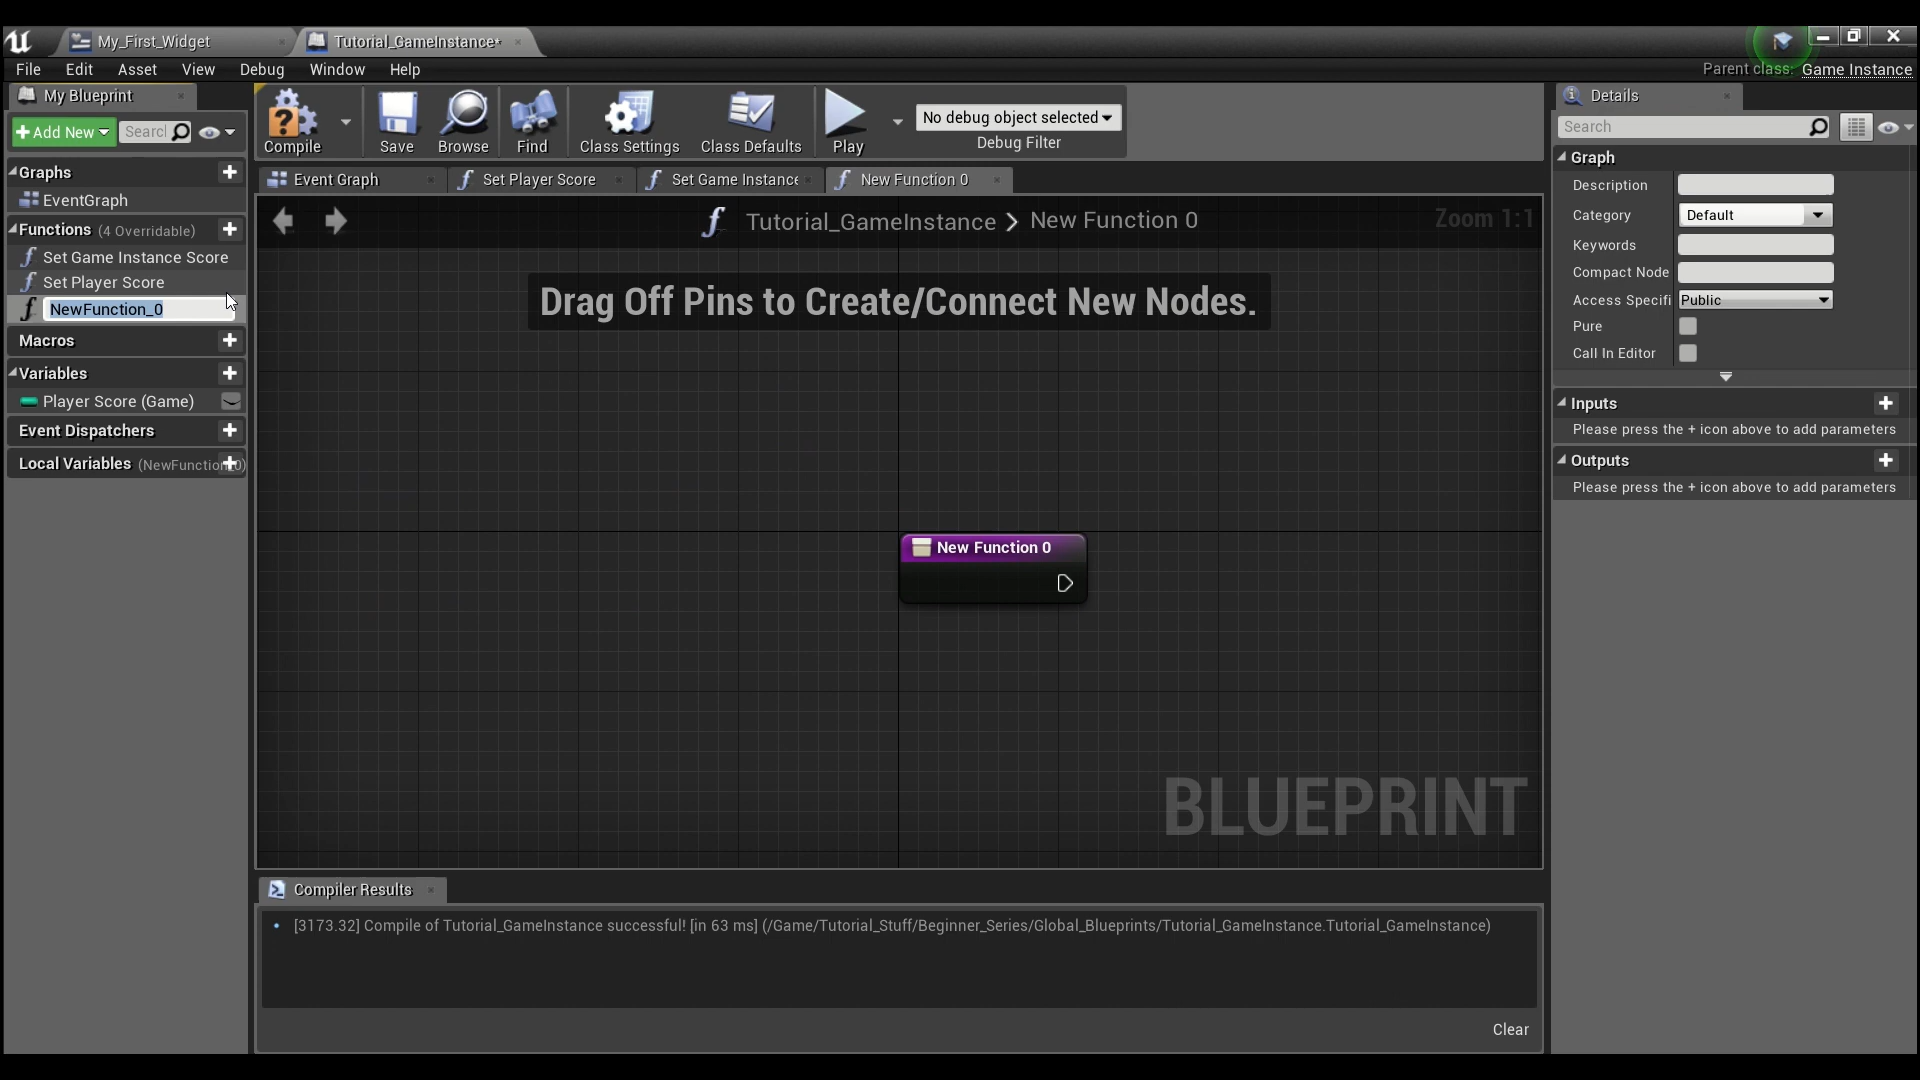 My_First_Widget
Tutorial_GameInstance*
File Edit Asset View Debug Window Help
Parent class: Game Instance
My Blueprint
Add New
Searcl
Graphs
EventGraph
Functions (4 Overridable)
Set Game Instance Score
Set Player Score
NewFunction_0
Macros
Variables
Player Score (Game)
Event Dispatchers
Local Variables (NewFunction_0)
Compile
Save
Browse
Find
Class Settings
Class Defaults
Play
No debug object selected
Debug Filter
Event Graph
Set Player Score
Set Game Instance
New Function 0
Tutorial_GameInstance > New Function 0
Zoom 1:1
Drag Off Pins to Create/Connect New Nodes.
New Function 0
BLUEPRINT
Compiler Results
[3173.32] Compile of Tutorial_GameInstance successful! [in 63 ms] (/Game/Tutorial_Stuff/Beginner_Series/Global_Blueprints/Tutorial_GameInstance.Tutorial_GameInstance)
Clear
Details
Search
Graph
Description
Category Default
Keywords
Compact Node
Access Specifi Public
Pure
Call In Editor
Inputs
Please press the + icon above to add parameters
Outputs
Please press the + icon above to add parameters